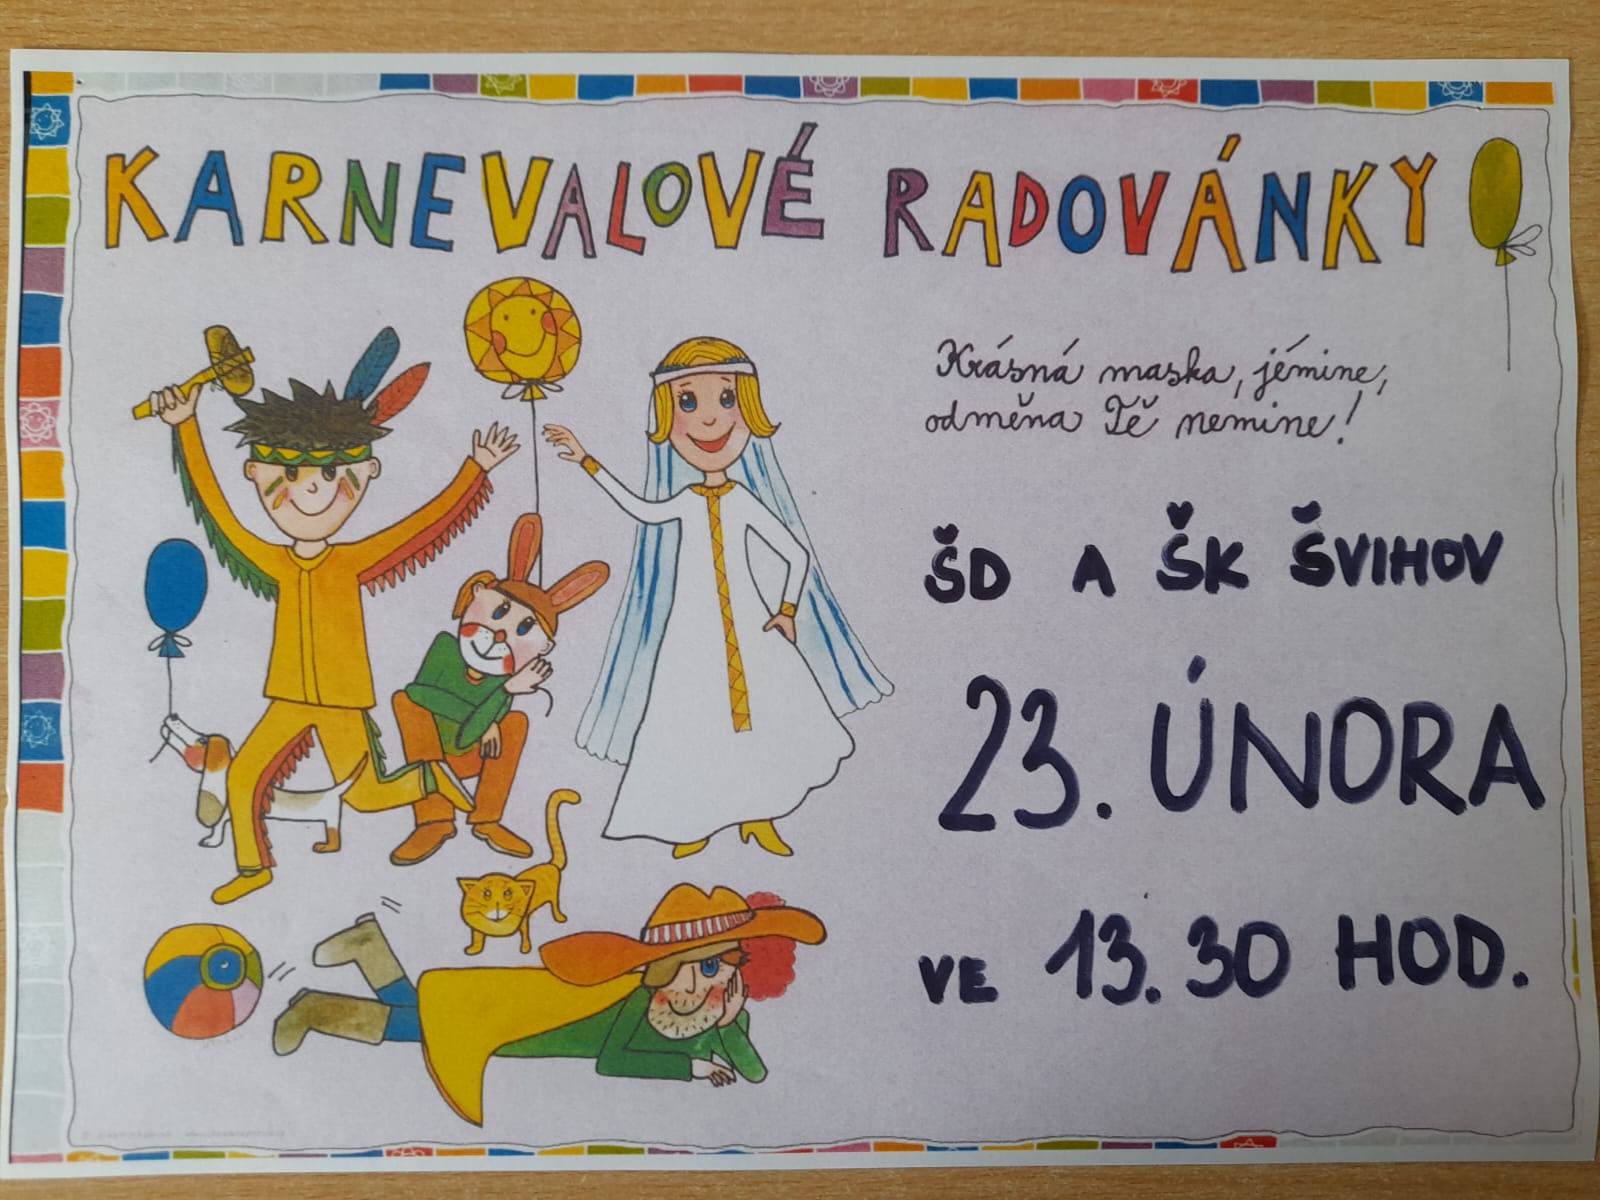 KARNEVALOVÉ RADOVÁNKY
Krásná maska, jémine,
odměna Tě nemine!
ŠD A ŠK ŠVIHOV
23. ÚNORA
VE 13.30 HOD.